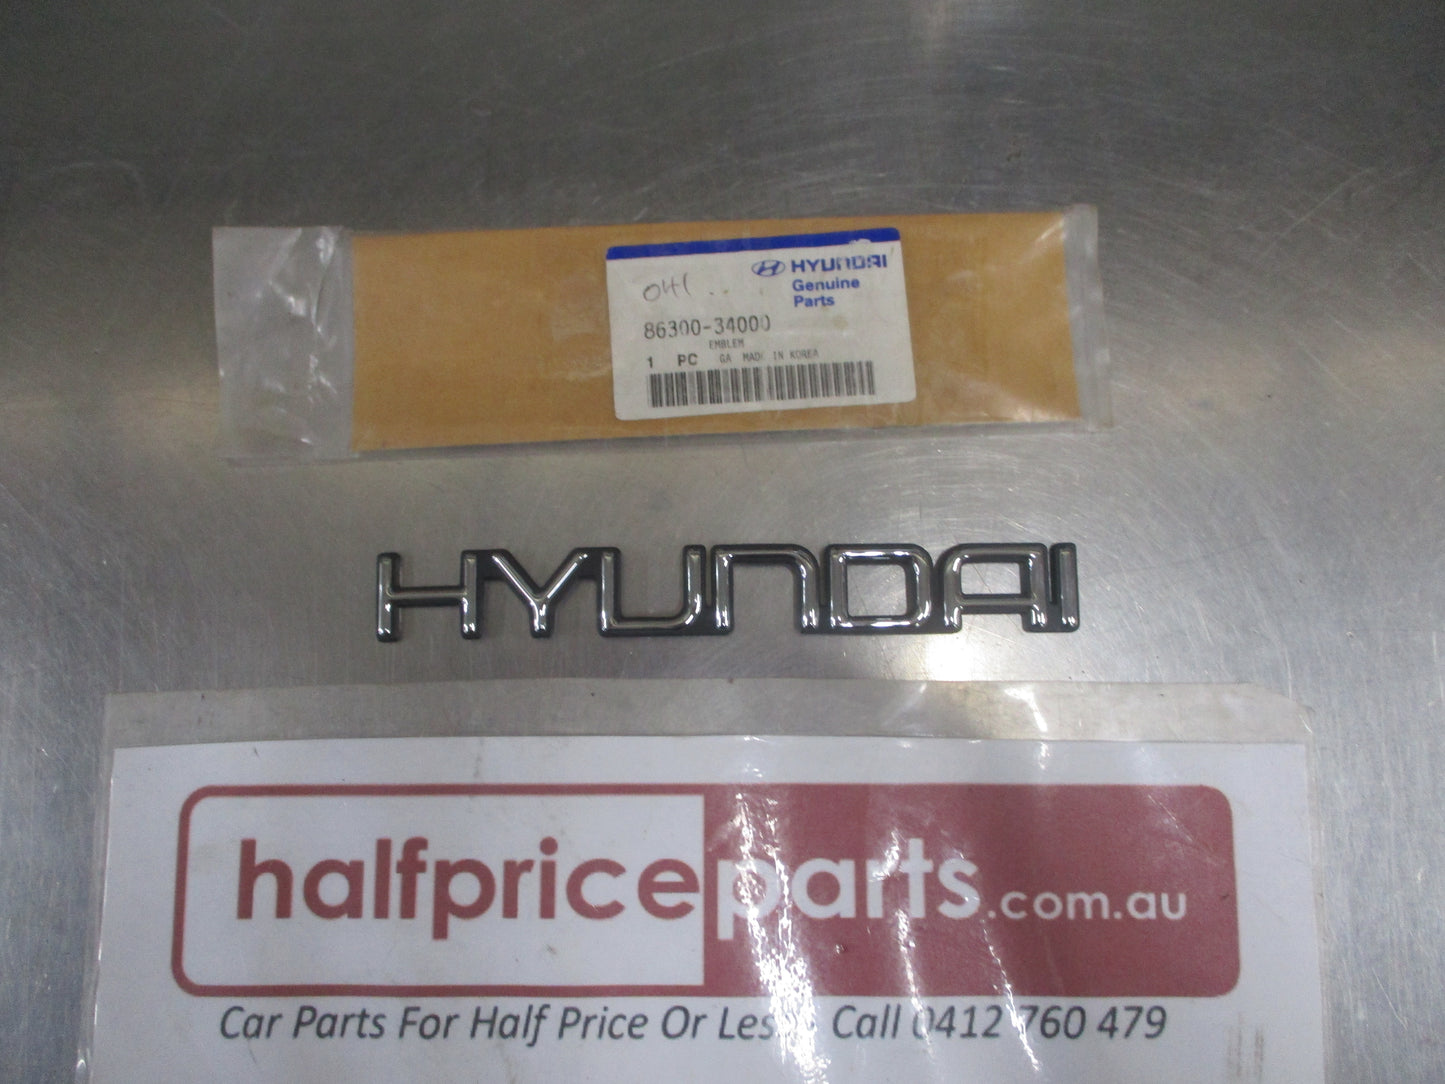 HYUNDAI
Genuine
Parts
041
86300-34000
EMBLEM
1 PC GA MADE IN KOREA
HYUNDAI
halfpriceparts.com.au
Car Parts For Half Price Or Less Call 0412 760 479